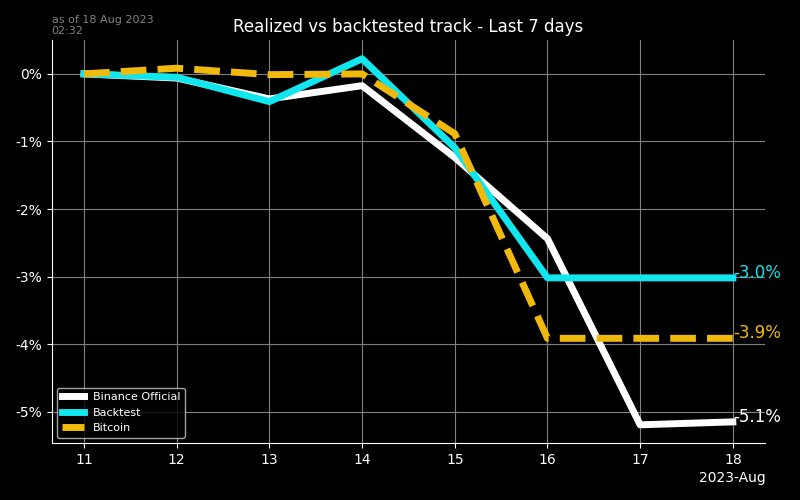 as of 18 Aug 2023
02:32
Realized vs backtested track - Last 7 days
0%
-1%
-2%
-3%
-4%
-5%
-3.0%
-3.9%
-5.1%
Binance Official
Backtest
Bitcoin
11 12 13 14 15 16 17 18
2023-Aug